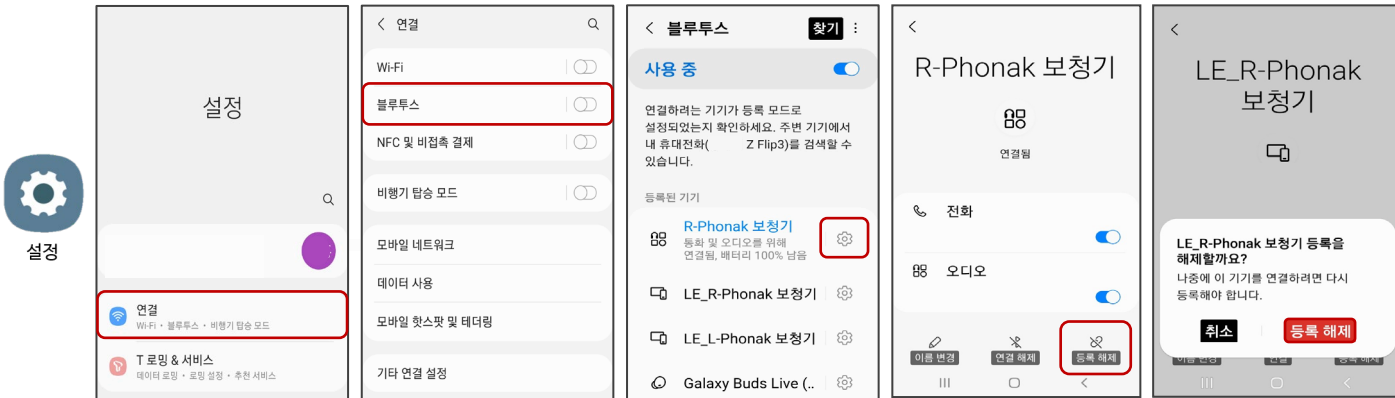 설정
설정
연결
Wi-Fi • 블루투스 • 비행기 탑승 모드
T 로밍 & 서비스
데이터 로밍 • 로밍 설정 • 추천 서비스
연결
Wi-Fi
블루투스
NFC 및 비접촉 결제
비행기 탑승 모드
모바일 네트워크
데이터 사용
모바일 핫스팟 및 테더링
기타 연결 설정
블루투스
찾기
사용 중
연결하려는 기기가 등록 모드로
설정되었는지 확인하세요. 주변 기기에서
내 휴대전화( Z Flip3)를 검색할 수
있습니다.
등록된 기기
R-Phonak 보청기
통화 및 오디오를 위해
연결됨, 배터리 100% 남음
LE_R-Phonak 보청기
LE_L-Phonak 보청기
Galaxy Buds Live (..
R-Phonak 보청기
연결됨
전화
오디오
이름 변경
연결 해제
등록 해제
LE_R-Phonak
보청기
LE_R-Phonak 보청기 등록을
해제할까요?
나중에 이 기기를 연결하려면 다시
등록해야 합니다.
취소
등록 해제
이름 변경
연결
등록 해제